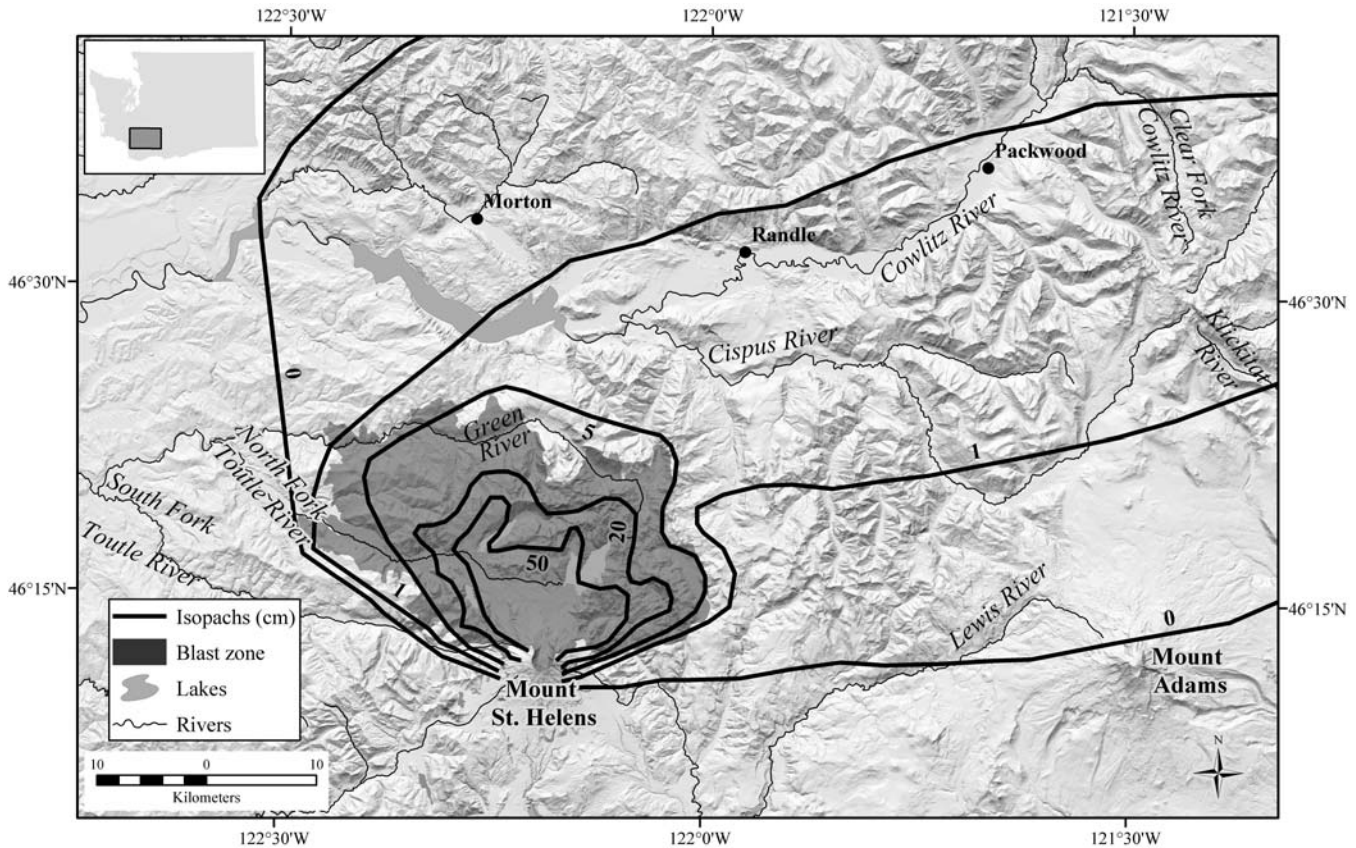 122°30'W
122°0'W
121°30'W
Packwood
Clear Fork
Cowlitz River
Morton
Randle
Cowlitz River
46°30'N
46°30'N
Cispus River
Klickitat
River
0
5
Green
River
1
North Fork
Toutle River
South Fork
20
Toutle River
50
46°15'N
1
Lewis River
46°15'N
0
Isopachs (cm)
Blast zone
Lakes
Rivers
Mount
Adams
Mount
St. Helens
10
0
10
Kilometers
N
122°30'W
122°0'W
121°30'W